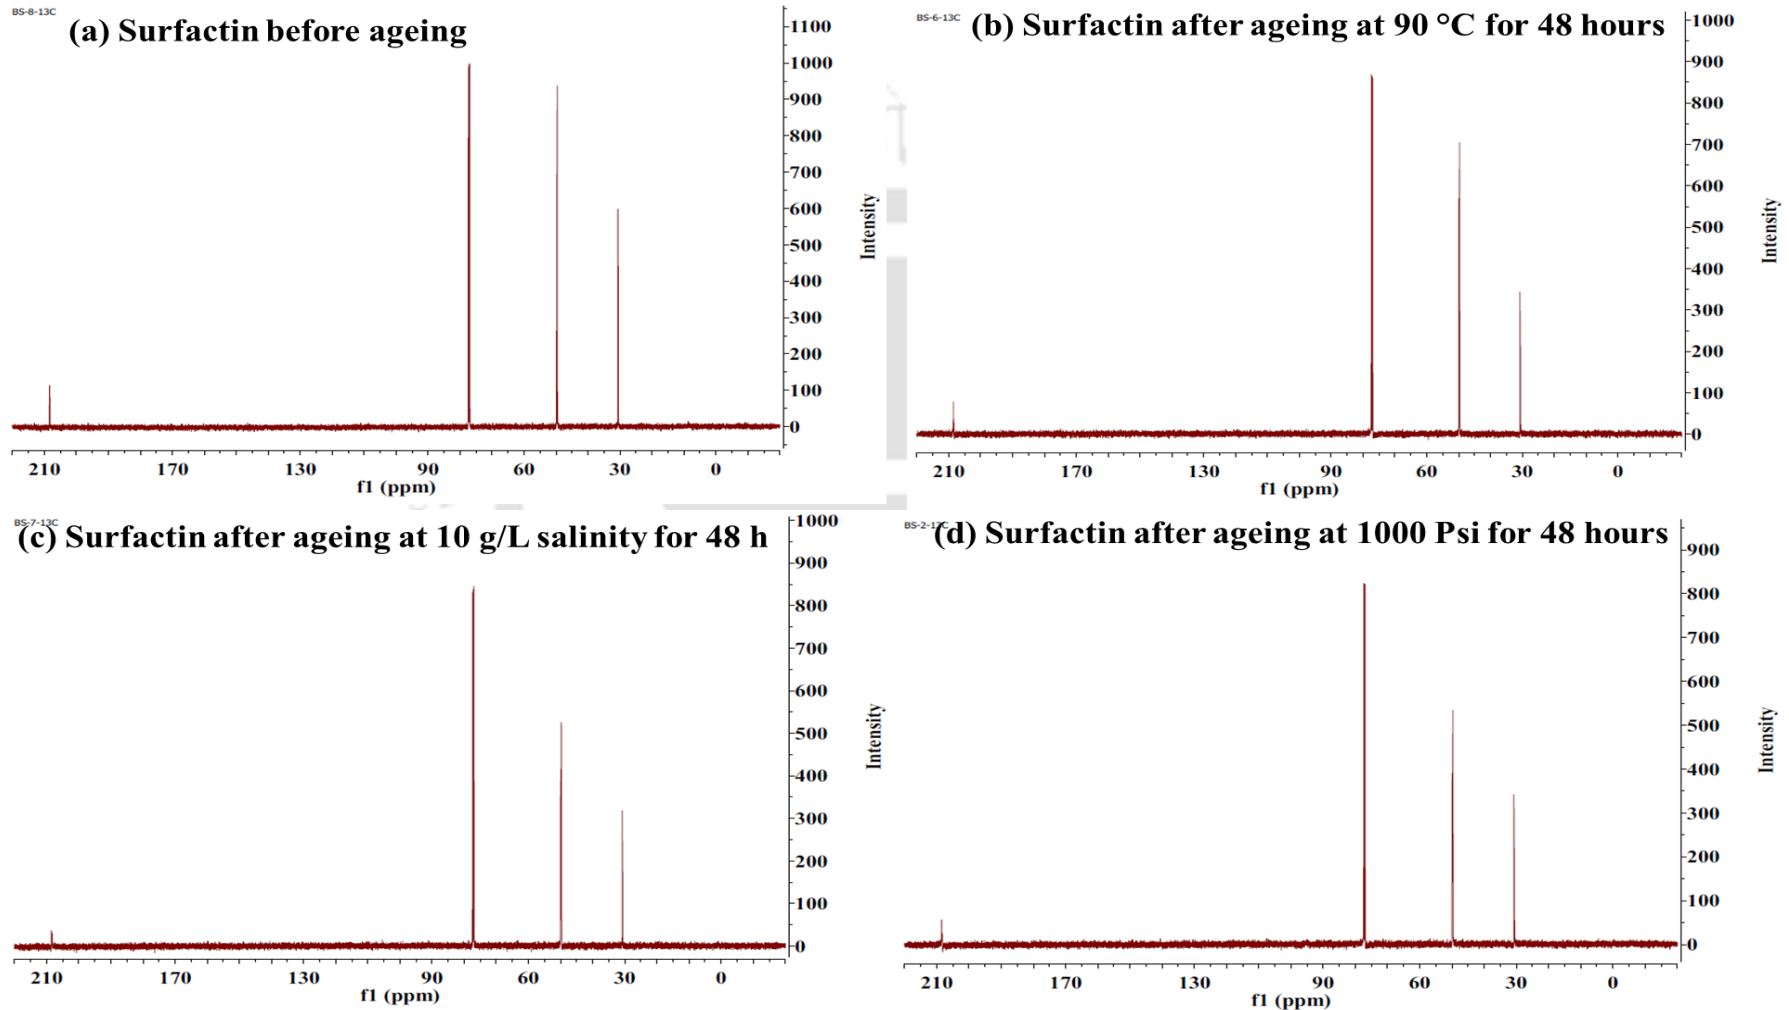 BS-8-13C
(a) Surfactin before ageing
1100
1000
900
800
700
600
500
400
300
200
100
0
Intensity
210 170 130 90 60 30 0
f1 (ppm)
BS-6-13C
(b) Surfactin after ageing at 90 °C for 48 hours
1000
900
800
700
600
500
400
300
200
100
0
Intensity
210 170 130 90 60 30 0
f1 (ppm)
BS-7-13C
(c) Surfactin after ageing at 10 g/L salinity for 48 h
1000
900
800
700
600
500
400
300
200
100
0
Intensity
210 170 130 90 60 30 0
f1 (ppm)
BS-2-13C
(d) Surfactin after ageing at 1000 Psi for 48 hours
900
800
700
600
500
400
300
200
100
0
Intensity
210 170 130 90 60 30 0
f1 (ppm)